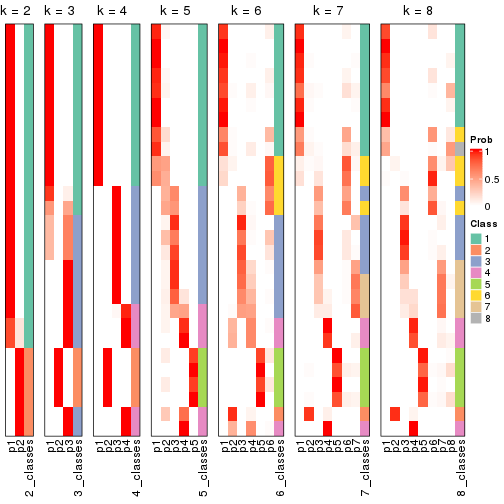 k = 2 k = 3 k = 4 k = 5 k = 6 k = 7 k = 8
Prob
1
0.5
0
Class
1
2
3
4
5
6
7
8
p1 p2 2_classes p1 p2 p3 3_classes p1 p2 p3 p4 4_classes p1 p2 p3 p4 p5 5_classes p1 p2 p3 p4 p5 p6 6_classes p1 p2 p3 p4 p5 p6 p7 7_classes p1 p2 p3 p4 p5 p6 p7 p8 8_classes